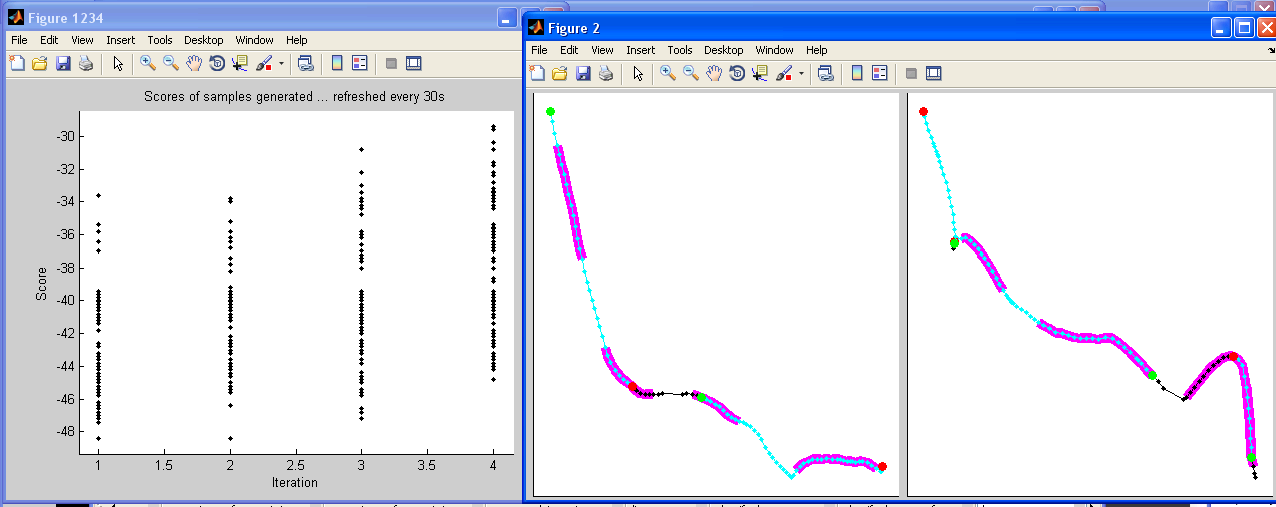 Figure 1234
File Edit View Insert Tools Desktop Window Help
Scores of samples generated ... refreshed every 30s
-30
-32
-34
-36
-38
-40
-42
-44
-46
-48
Score
1 1.5 2 2.5 3 3.5 4
Iteration
Figure 2
File Edit View Insert Tools Desktop Window Help